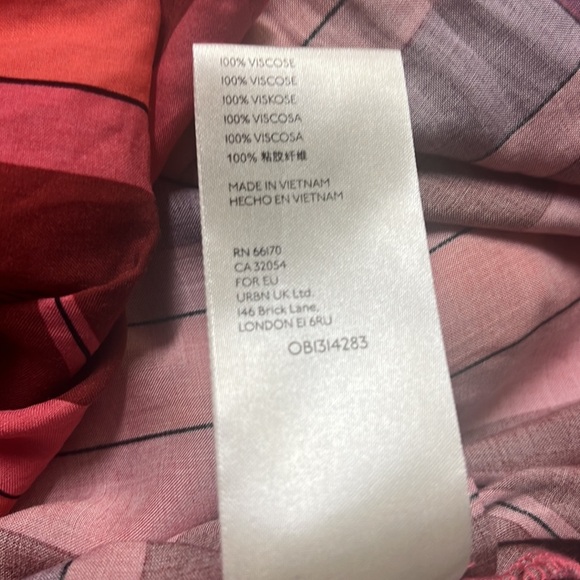 100% VISCOSE
100% VISCOSE
100% VISKOSE
100% VISCOSA
100% VISCOSA
100% 粘胶纤维
MADE IN VIETNAM
HECHO EN VIETNAM
RN 66170
CA 32054
FOR EU
URBN UK Ltd.
146 Brick Lane,
LONDON E1 6RU
OB1314283